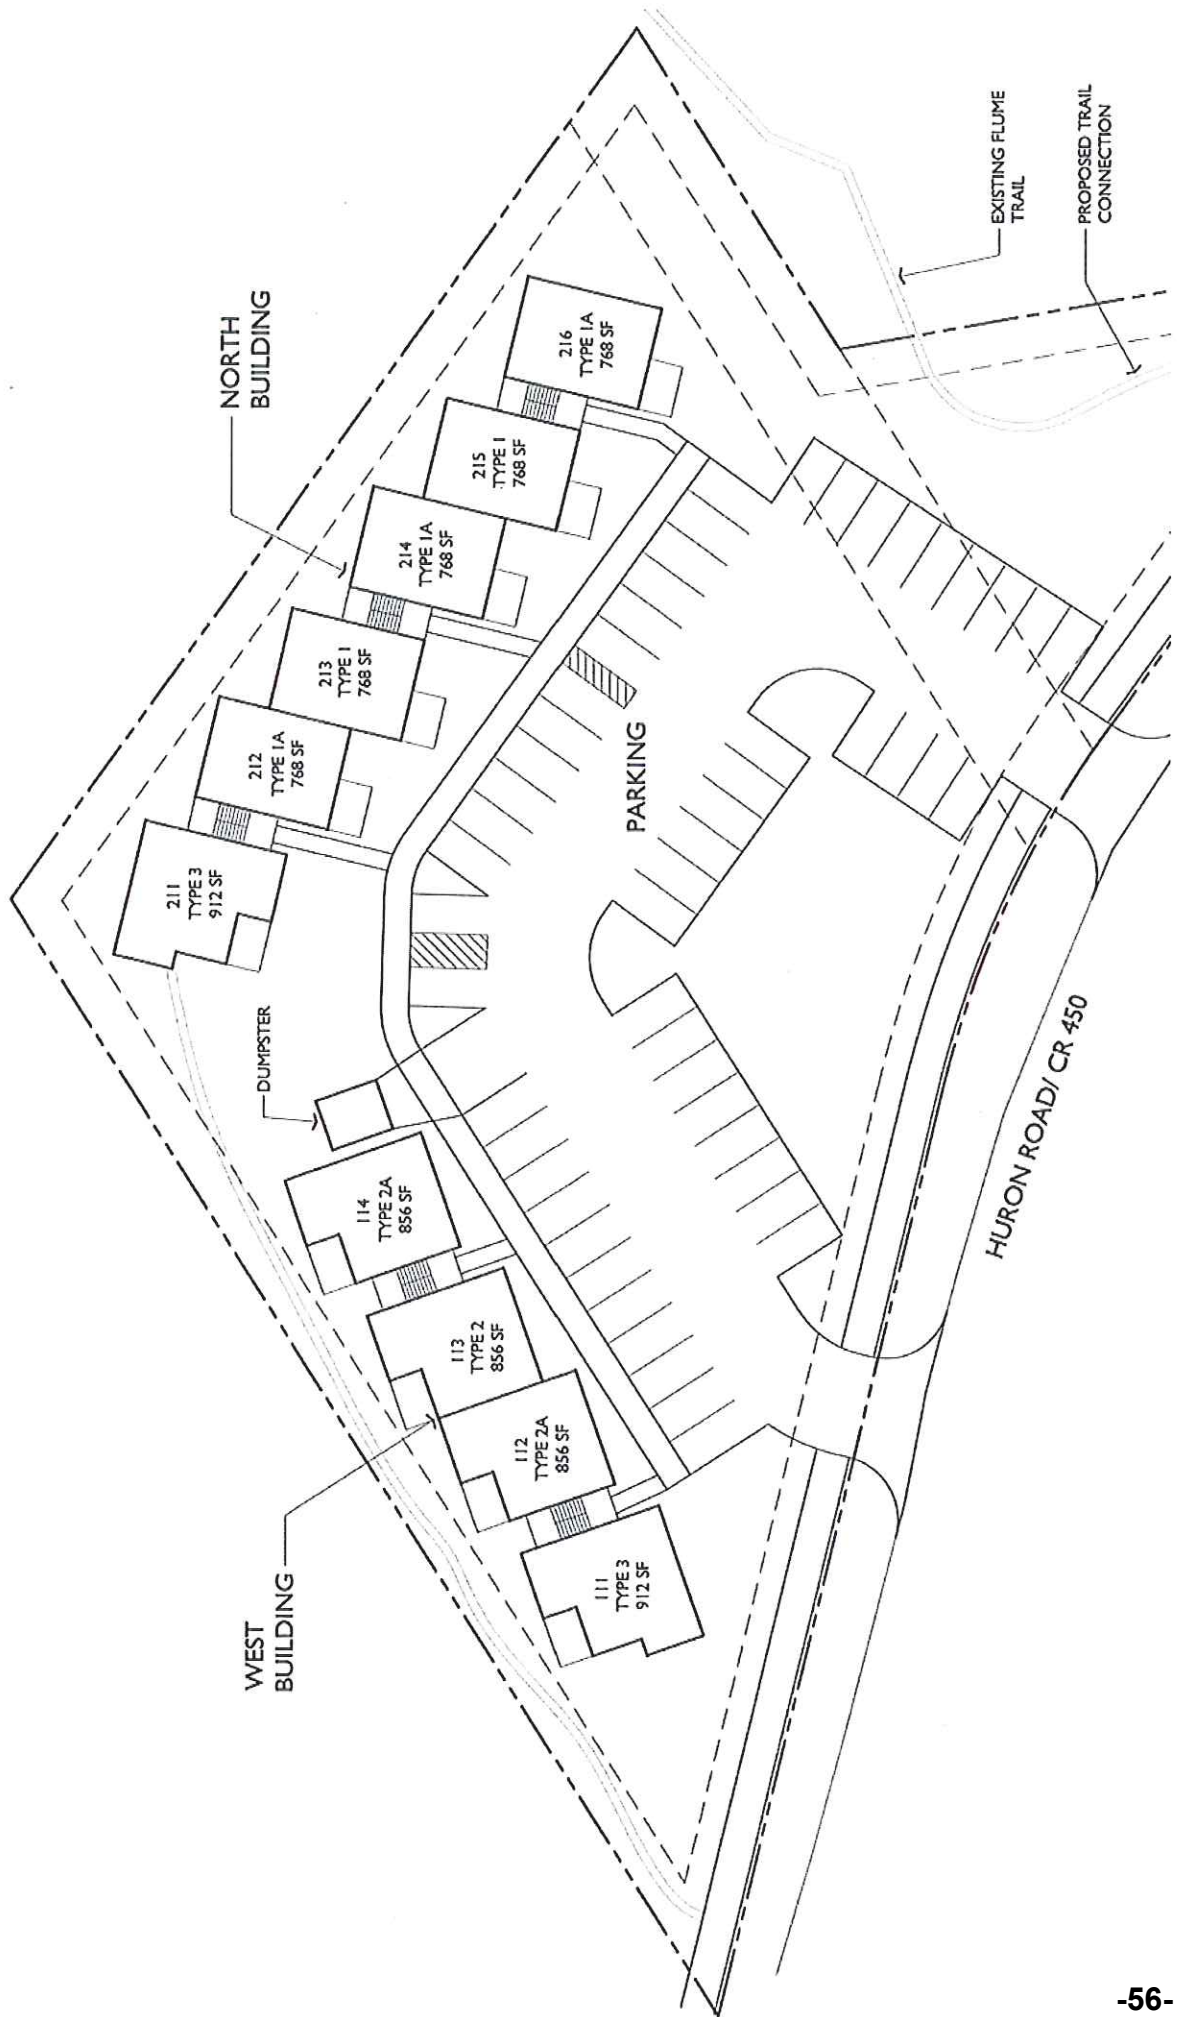 NORTH
BUILDING
216
TYPE 1A
768 SF
215
TYPE 1
768 SF
214
TYPE 1A
768 SF
213
TYPE 1
768 SF
212
TYPE 1A
768 SF
211
TYPE 3
912 SF
EXISTING FLUME
TRAIL
PROPOSED TRAIL
CONNECTION
PARKING
DUMPSTER
114
TYPE 2A
856 SF
113
TYPE 2
856 SF
112
TYPE 2A
856 SF
111
TYPE 3
912 SF
WEST
BUILDING
HURON ROAD/ CR 450
-56-